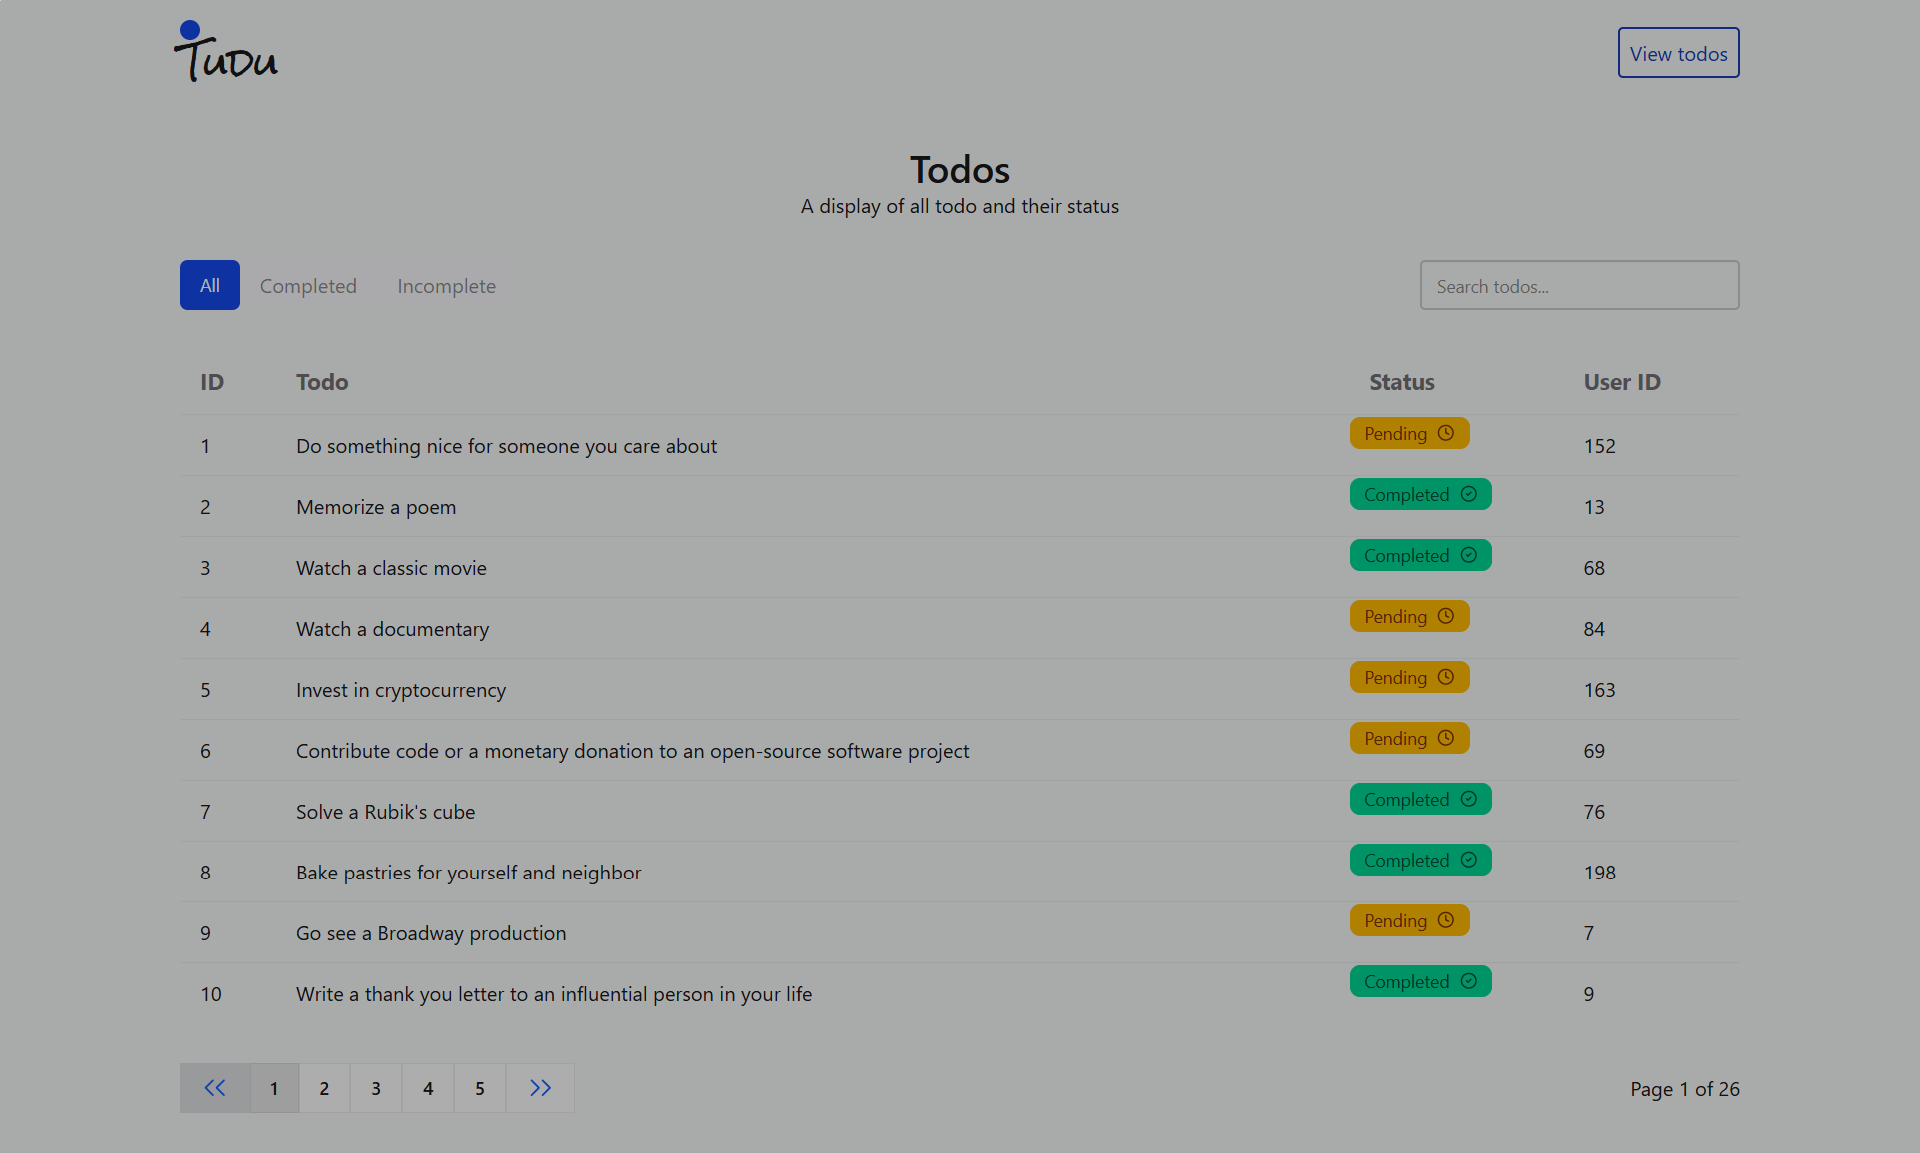 Tudu
View todos
Todos
A display of all todo and their status
All Completed Incomplete
Search todos...
ID Todo Status User ID
1 Do something nice for someone you care about Pending 152
2 Memorize a poem Completed 13
3 Watch a classic movie Completed 68
4 Watch a documentary Pending 84
5 Invest in cryptocurrency Pending 163
6 Contribute code or a monetary donation to an open-source software project Pending 69
7 Solve a Rubik's cube Completed 76
8 Bake pastries for yourself and neighbor Completed 198
9 Go see a Broadway production Pending 7
10 Write a thank you letter to an influential person in your life Completed 9
1 2 3 4 5
Page 1 of 26